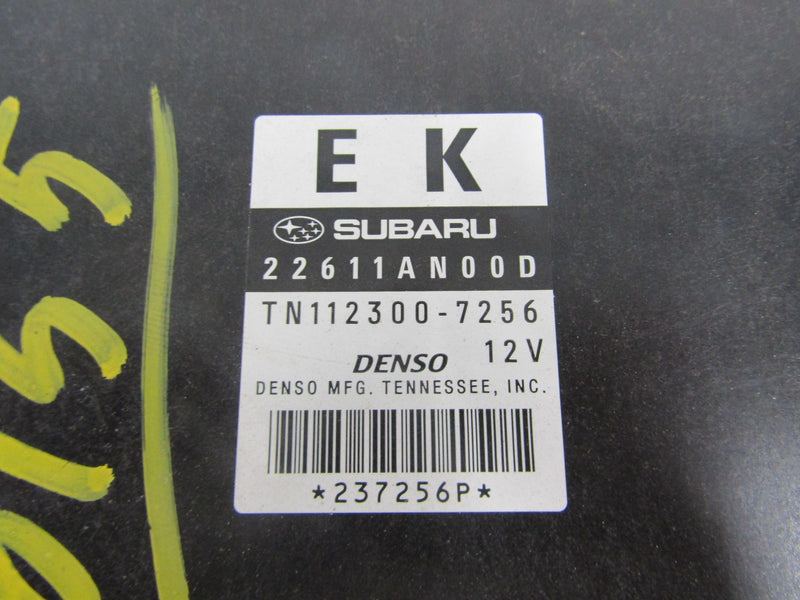 E K
SUBARU
22611AN00D
TN112300-7256
DENSO 12V
DENSO MFG. TENNESSEE, INC.
*237256P*